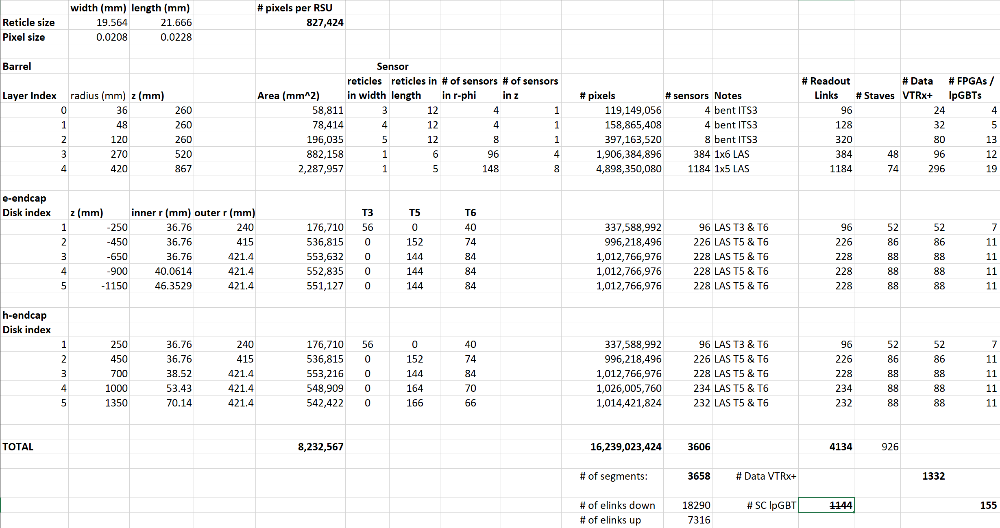 width (mm) length (mm) # pixels per RSU
Reticle size 19.564 21.666 827,424
Pixel size 0.0208 0.0228
Barrel Sensor
Layer Index radius (mm) z (mm) Area (mm^2) reticles in width reticles in length # of sensors in r-phi # of sensors in z # pixels # sensors Notes # Readout Links # Staves # Data VTRx+ # FPGAs / lpGBTs
0 36 260 58,811 3 12 4 1 119,149,056 4 bent ITS3 96 24 4
1 48 260 78,414 4 12 4 1 158,865,408 4 bent ITS3 128 32 5
2 120 260 196,035 5 12 8 1 397,163,520 8 bent ITS3 320 80 13
3 270 520 882,158 1 6 96 4 1,906,384,896 384 1x6 LAS 384 48 96 12
4 420 867 2,287,957 1 5 148 8 4,898,350,080 1184 1x5 LAS 1184 74 296 19
e-endcap
Disk index z (mm) inner r (mm) outer r (mm) T3 T5 T6
1 -250 36.76 240 176,710 56 0 40 337,588,992 96 LAS T3 & T6 96 52 52 7
2 -450 36.76 415 536,815 0 152 74 996,218,496 226 LAS T5 & T6 226 86 86 11
3 -650 36.76 421.4 553,632 0 144 84 1,012,766,976 228 LAS T5 & T6 228 88 88 11
4 -900 40.0614 421.4 552,835 0 144 84 1,012,766,976 228 LAS T5 & T6 228 88 88 11
5 -1150 46.3529 421.4 551,127 0 144 84 1,012,766,976 228 LAS T5 & T6 228 88 88 11
h-endcap
Disk index
1 250 36.76 240 176,710 56 0 40 337,588,992 96 LAS T3 & T6 96 52 52 7
2 450 36.76 415 536,815 0 152 74 996,218,496 226 LAS T5 & T6 226 86 86 11
3 700 38.52 421.4 553,216 0 144 84 1,012,766,976 228 LAS T5 & T6 228 88 88 11
4 1000 53.43 421.4 548,909 0 164 70 1,026,005,760 234 LAS T5 & T6 234 88 88 11
5 1350 70.14 421.4 542,422 0 166 66 1,014,421,824 232 LAS T5 & T6 232 88 88 11
TOTAL 8,232,567 16,239,023,424 3606 4134 926
# of segments: 3658 # Data VTRx+ 1332
# of elinks down 18290 # SC lpGBT 1144 155
# of elinks up 7316